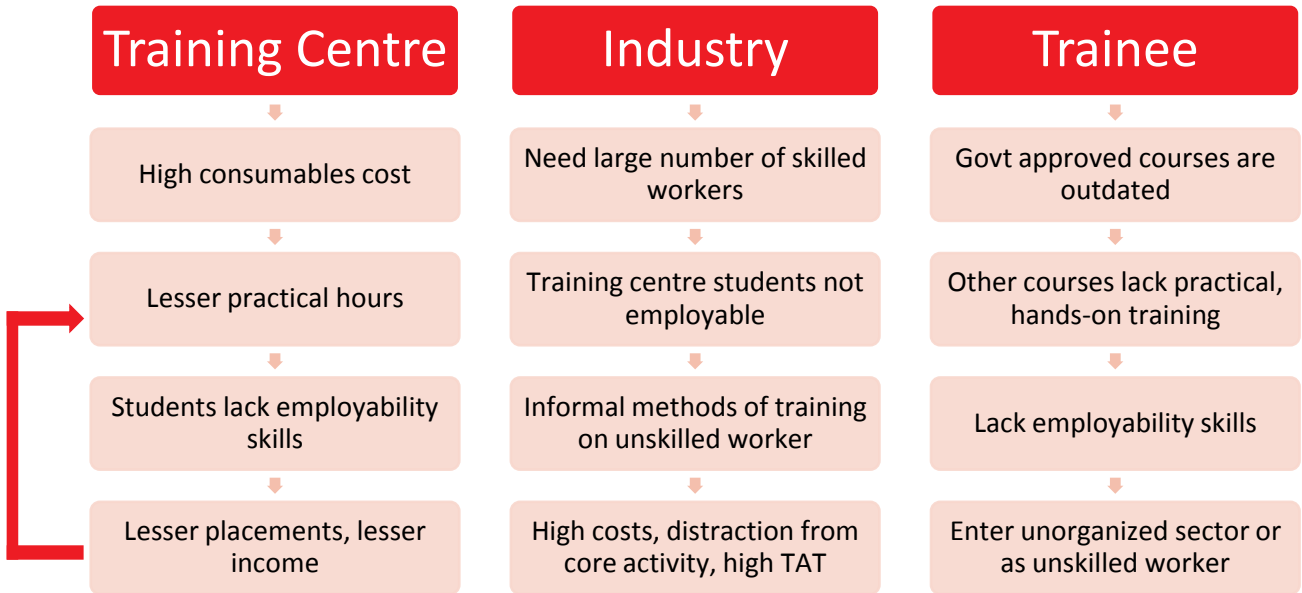 Training Centre
High consumables cost
Lesser practical hours
Students lack employability
skills
Lesser placements, lesser
income
Industry
Need large number of skilled
workers
Training centre students not
employable
Informal methods of training
on unskilled worker
High costs, distraction from
core activity, high TAT
Trainee
Govt approved courses are
outdated
Other courses lack practical,
hands-on training
Lack employability skills
Enter unorganized sector or
as unskilled worker